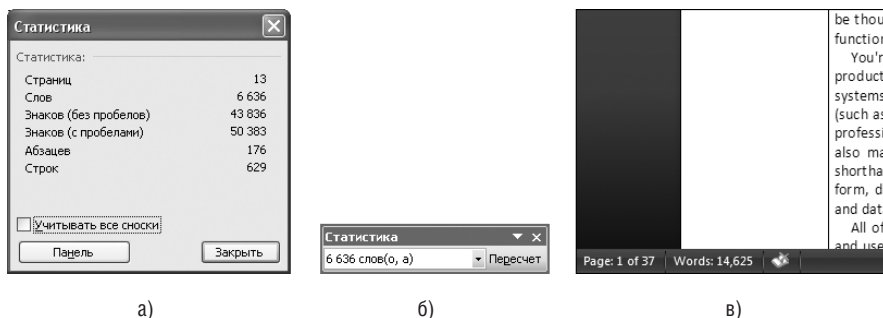 Статистика
Статистика:
Страниц 13
Слов 6 636
Знаков (без пробелов) 43 836
Знаков (с пробелами) 50 383
Абзацев 176
Строк 629
Учитывать все сноски
Панель Закрыть
а)
Статистика
6 636 слов(о, а) Пересчет
б)
be thou
function
You'r
product
systems
(such as
professi
also ma
shortha
form, d
and dat
All of
and use
Page: 1 of 37 Words: 14,625
в)